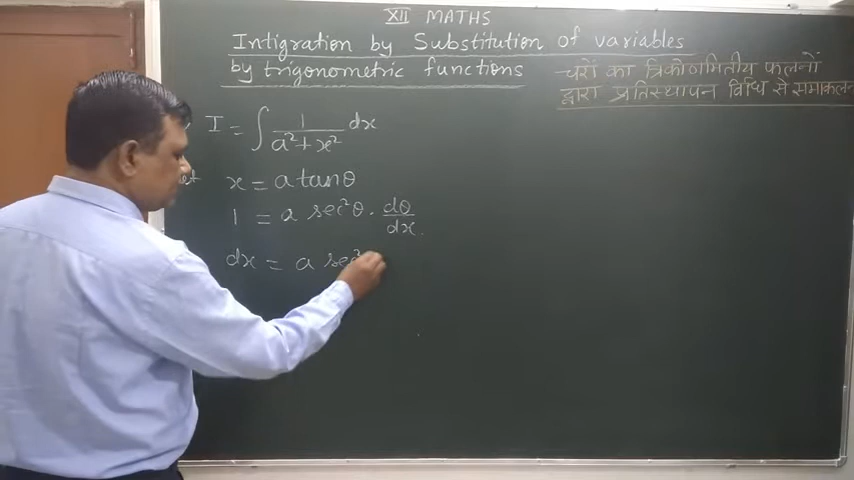 XII MATHS
Intigration by Substitution of variables
by trigonometric functions
चरों का त्रिकोणमितीय फलनों
द्वारा प्रतिस्थापन विधि से समाकलन
I = ∫ 1/(a²+x²) dx
x = a tanθ
1 = a sec²θ · dθ/dx
dx = a sec²